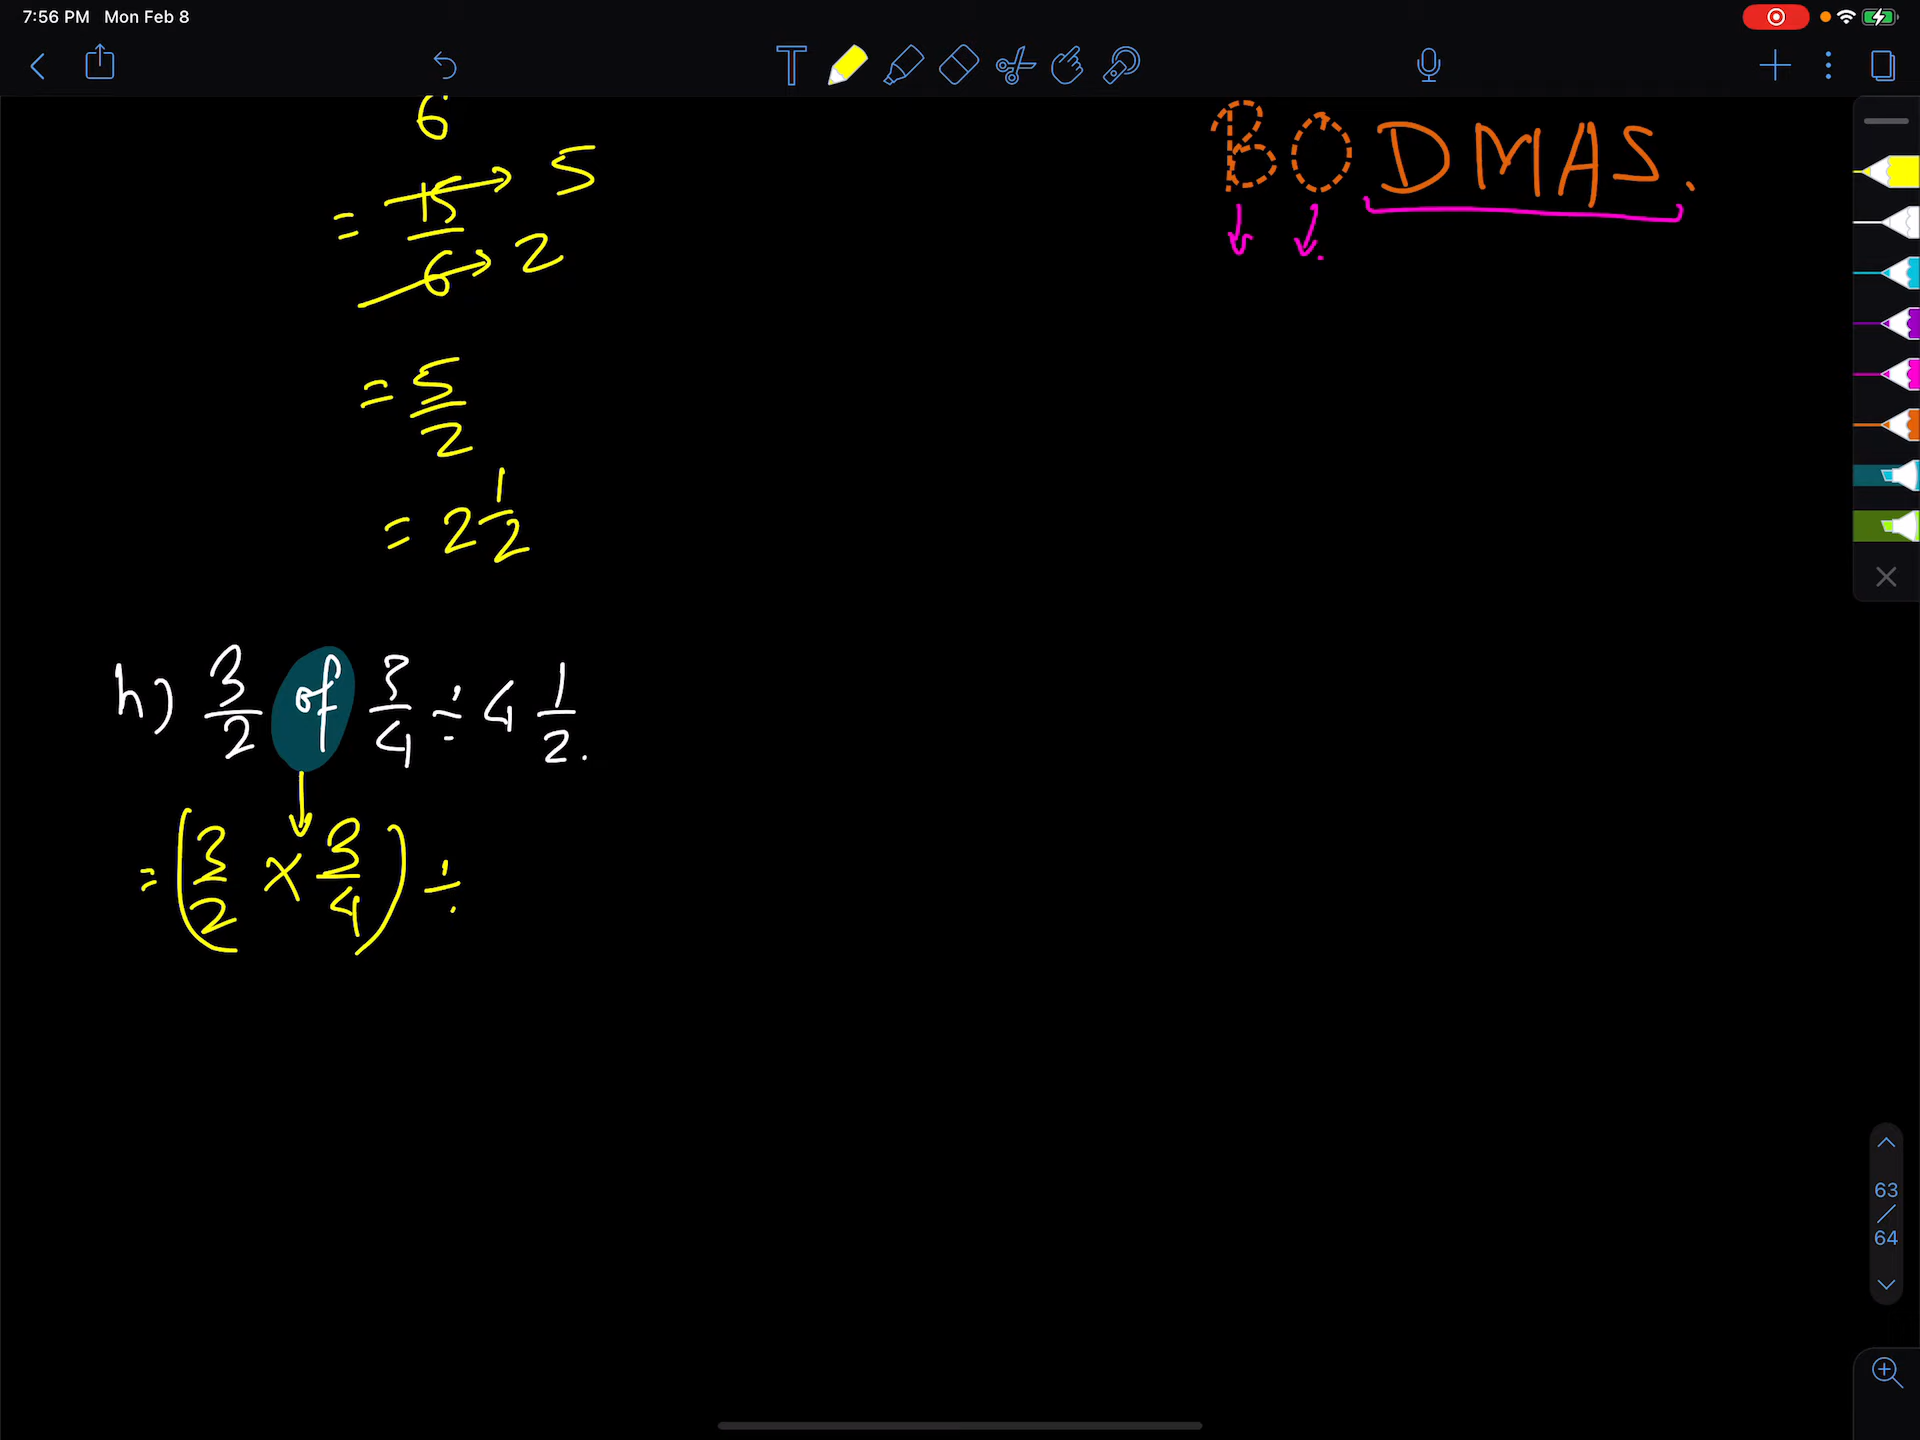 7:56 PM Mon Feb 8
T
BODMAS.
6
= 15/6 → 5
→ 2
= 5/2
= 2 1/2
h) 3/2 of 3/4 ÷ 4 1/2.
= (3/2 × 3/4) ÷
63
/
64